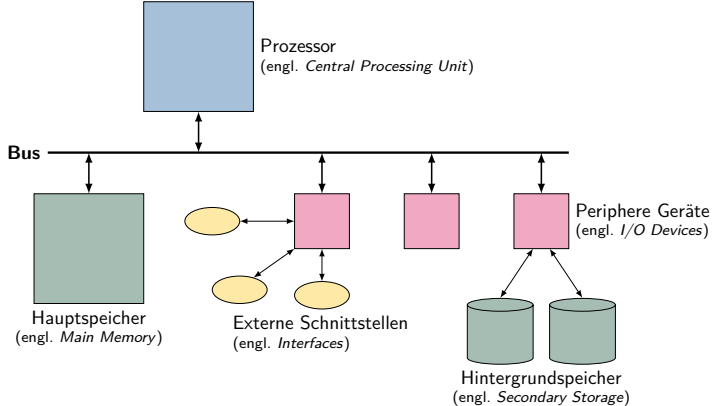 Prozessor
(engl. Central Processing Unit)
Bus
Periphere Geräte
(engl. I/O Devices)
Hauptspeicher
(engl. Main Memory)
Externe Schnittstellen
(engl. Interfaces)
Hintergrundspeicher
(engl. Secondary Storage)